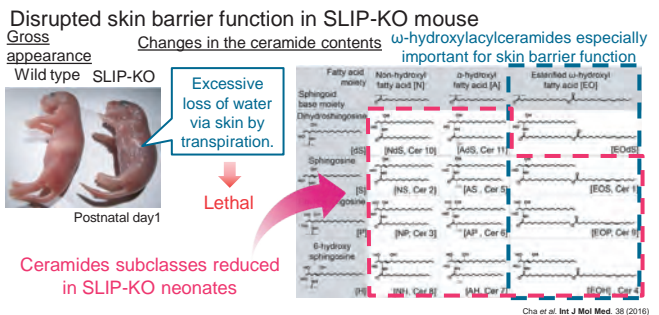 Disrupted skin barrier function in SLIP-KO mouse
Gross
appearance
Changes in the ceramide contents
ω-hydroxylacylceramides especially
important for skin barrier function
Wild type SLIP-KO
Excessive
loss of water
via skin by
transpiration.
Lethal
Postnatal day1
Fatty acid
moiety
Sphingoid
base moiety
Non-hydroxyl
fatty acid [N]
α-hydroxyl
fatty acid [A]
Esterified ω-hydroxyl
fatty acid [EO]
Dihydrosphingosine
[dS] [NdS, Cer 10] [AdS, Cer 11] [EOdS]
Sphingosine
[S] [NS, Cer 2] [AS, Cer 5] [EOS, Cer 1]
[P] [NP, Cer 3] [AP, Cer 6] [EOP, Cer 9]
6-hydroxy
sphingosine
[H] [NH, Cer 8] [AH, Cer 7] [EOH, Cer 4]
Ceramides subclasses reduced
in SLIP-KO neonates
Cha et al. Int J Mol Med. 38 (2016)